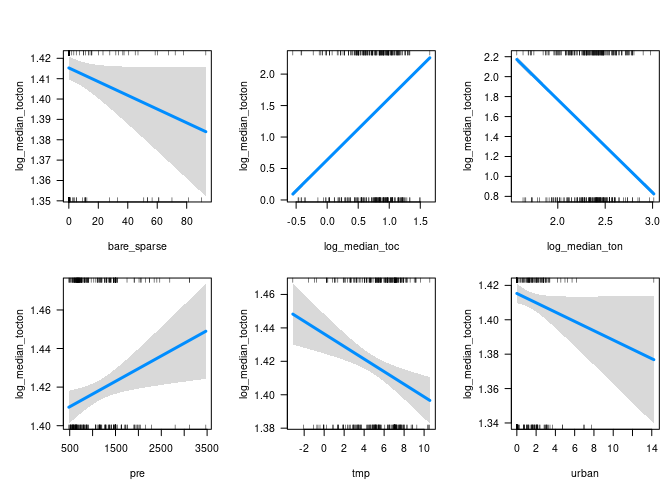 1.42
1.41
1.40
1.39
1.38
1.37
1.36
1.35
log_median_tocton
0 20 40 60 80
bare_sparse
2.0
1.5
1.0
0.5
0.0
log_median_tocton
-0.5 0.0 0.5 1.0 1.5
log_median_toc
2.2
2.0
1.8
1.6
1.4
1.2
1.0
0.8
log_median_tocton
2.0 2.5 3.0
log_median_ton
1.46
1.44
1.42
1.40
log_median_tocton
500 1500 2500 3500
pre
1.46
1.44
1.42
1.40
1.38
log_median_tocton
-2 0 2 4 6 8 10
tmp
1.42
1.40
1.38
1.36
1.34
log_median_tocton
0 2 4 6 8 12 14
urban